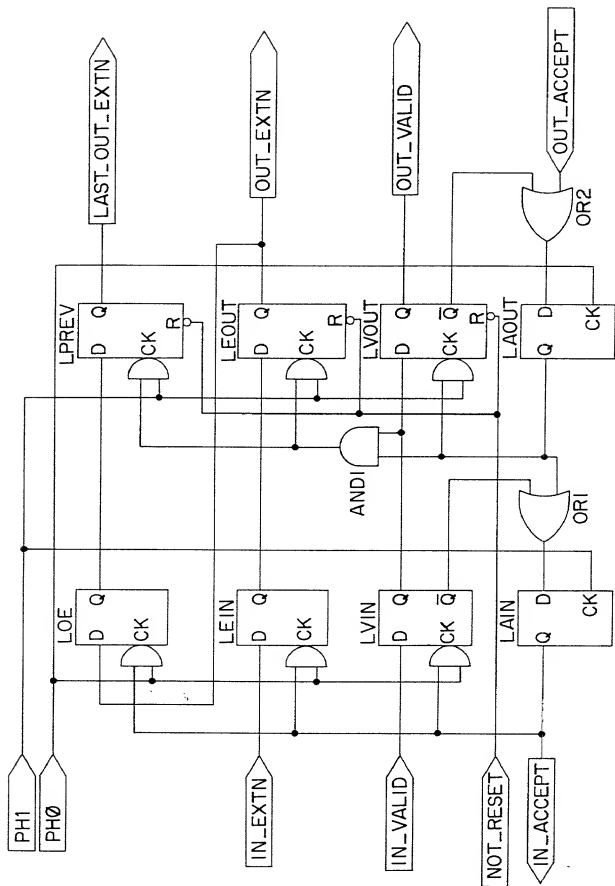 PH1
PHØ
IN_EXTN
IN_VALID
NOT_RESET
IN_ACCEPT
LOE
D Q
CK
LEIN
D Q
CK
LVIN
D Q
CK Q̅
LAIN
Q D
CK
OR1
AND1
LPREV
D Q
CK
R
LEOUT
D Q
CK
R
LVOUT
D Q
CK Q̅
R
LAOUT
Q D
CK
OR2
LAST_OUT_EXTN
OUT_EXTN
OUT_VALID
OUT_ACCEPT